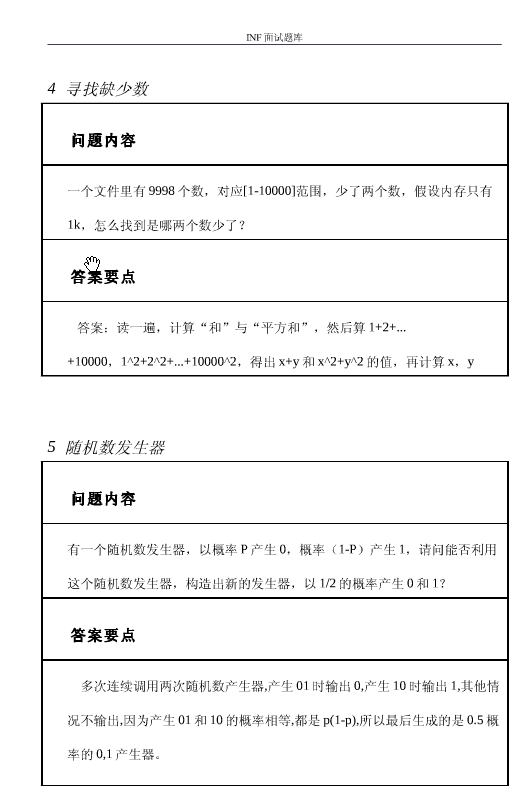 INF 面试题库
4 寻找缺少数
问题内容
一个文件里有 9998 个数，对应[1-10000]范围，少了两个数，假设内存只有
1k，怎么找到是哪两个数少了？
答案要点
答案：读一遍，计算“和”与“平方和”，然后算 1+2+...
+10000，1^2+2^2+...+10000^2，得出 x+y 和 x^2+y^2 的值，再计算 x，y
5 随机数发生器
问题内容
有一个随机数发生器，以概率 P 产生 0，概率（1-P）产生 1，请问能否利用
这个随机数发生器，构造出新的发生器，以 1/2 的概率产生 0 和 1？
答案要点
多次连续调用两次随机数产生器,产生 01 时输出 0,产生 10 时输出 1,其他情
况不输出,因为产生 01 和 10 的概率相等,都是 p(1-p),所以最后生成的是 0.5 概
率的 0,1 产生器。